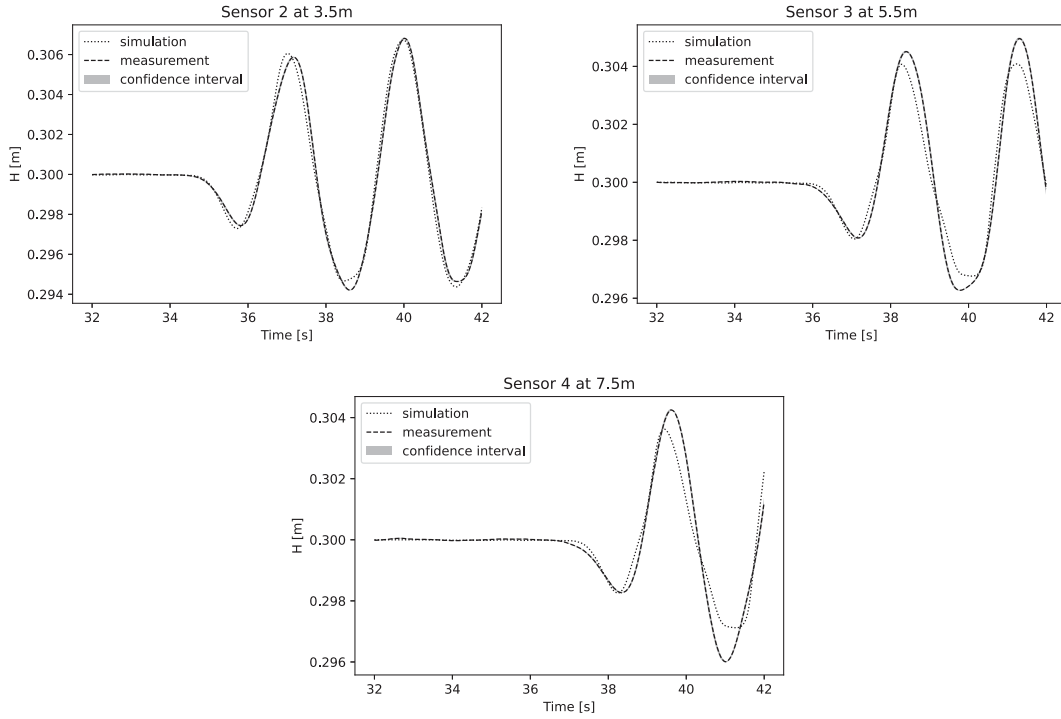 Sensor 2 at 3.5m
simulation
measurement
confidence interval
H [m]
0.306
0.304
0.302
0.300
0.298
0.296
0.294
32 34 36 38 40 42
Time [s]
Sensor 3 at 5.5m
simulation
measurement
confidence interval
H [m]
0.304
0.302
0.300
0.298
0.296
32 34 36 38 40 42
Time [s]
Sensor 4 at 7.5m
simulation
measurement
confidence interval
H [m]
0.304
0.302
0.300
0.298
0.296
32 34 36 38 40 42
Time [s]